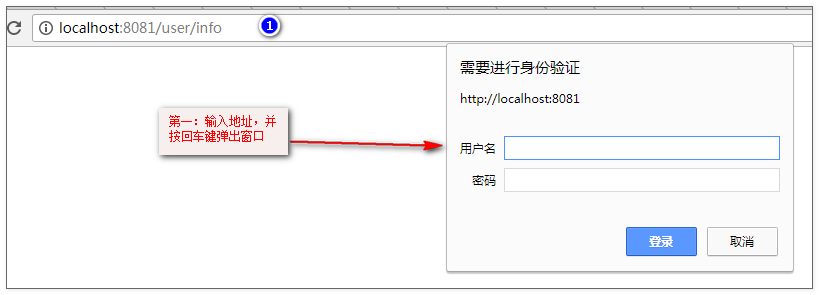 localhost:8081/user/info
1
需要进行身份验证
http://localhost:8081
第一：输入地址，并
按回车键弹出窗口
用户名
密码
登录
取消